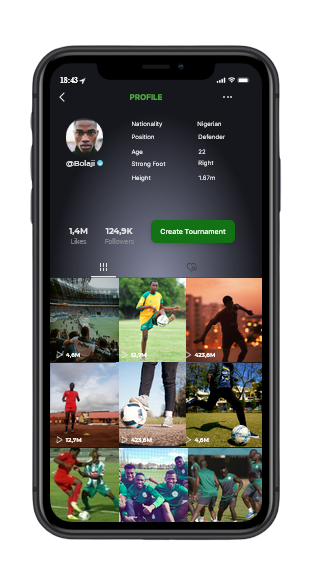 18:43
PROFILE
Nationality Nigerian
Position Defender
@Bolaji
Age 22
Strong Foot Right
Height 1.67m
1,4M 124,9K Create Tournament
Likes Followers
4,6M 12,7M 423,6M
12,7M 423,6M 4,6M